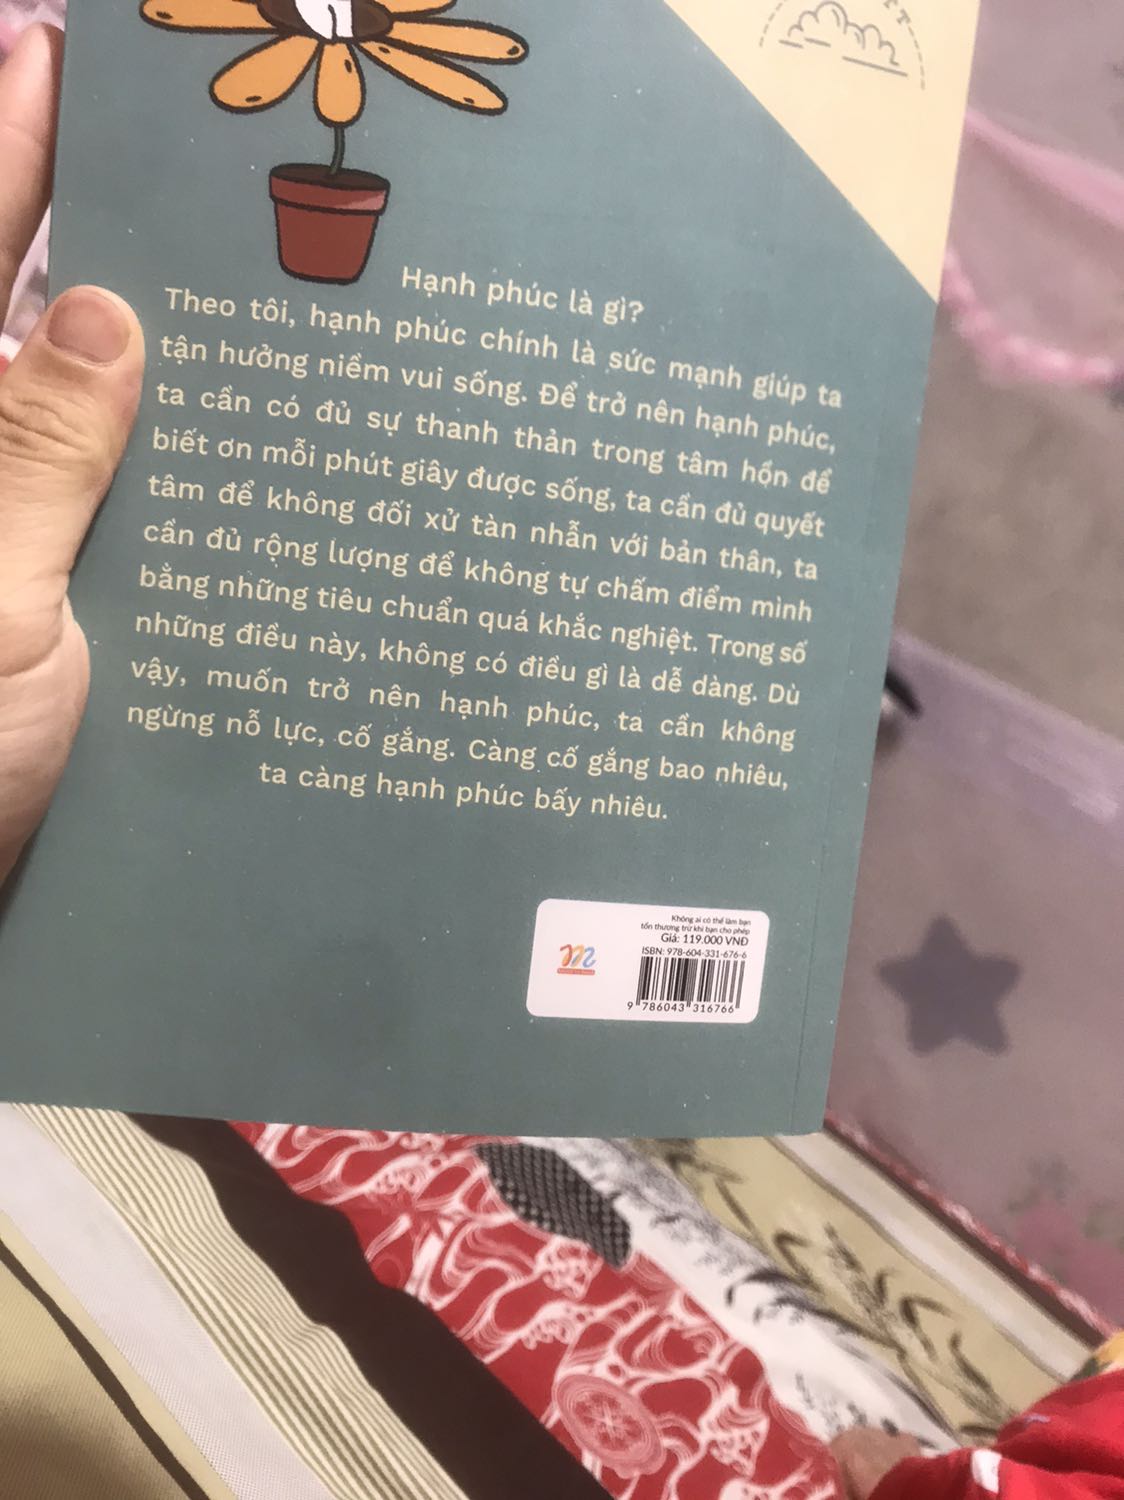 Hạnh phúc là gì?
Theo tôi, hạnh phúc chính là sức mạnh giúp ta
tận hưởng niềm vui sống. Để trở nên hạnh phúc,
ta cần có đủ sự thanh thản trong tâm hồn để
biết ơn mỗi phút giây được sống, ta cần đủ quyết
tâm để không đối xử tàn nhẫn với bản thân, ta
cần đủ rộng lượng để không tự chấm điểm mình
bằng những tiêu chuẩn quá khắc nghiệt. Trong số
những điều này, không có điều gì là dễ dàng. Dù
vậy, muốn trở nên hạnh phúc, ta cần không
ngừng nỗ lực, cố gắng. Càng cố gắng bao nhiêu,
ta càng hạnh phúc bấy nhiêu.
Không ai có thể làm bạn
tổn thương trừ khi bạn cho phép
Giá: 119.000 VNĐ
ISBN: 978-604-331-676-6
9 786043 316766